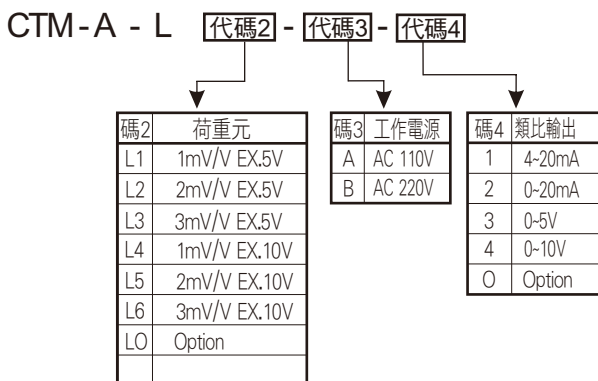 CTM-A - L 代碼2 - 代碼3 - 代碼4
碼2 荷重元
L1 1mV/V EX.5V
L2 2mV/V EX.5V
L3 3mV/V EX.5V
L4 1mV/V EX.10V
L5 2mV/V EX.10V
L6 3mV/V EX.10V
LO Option
碼3 工作電源
A AC 110V
B AC 220V
碼4 類比輸出
1 4~20mA
2 0~20mA
3 0~5V
4 0~10V
O Option